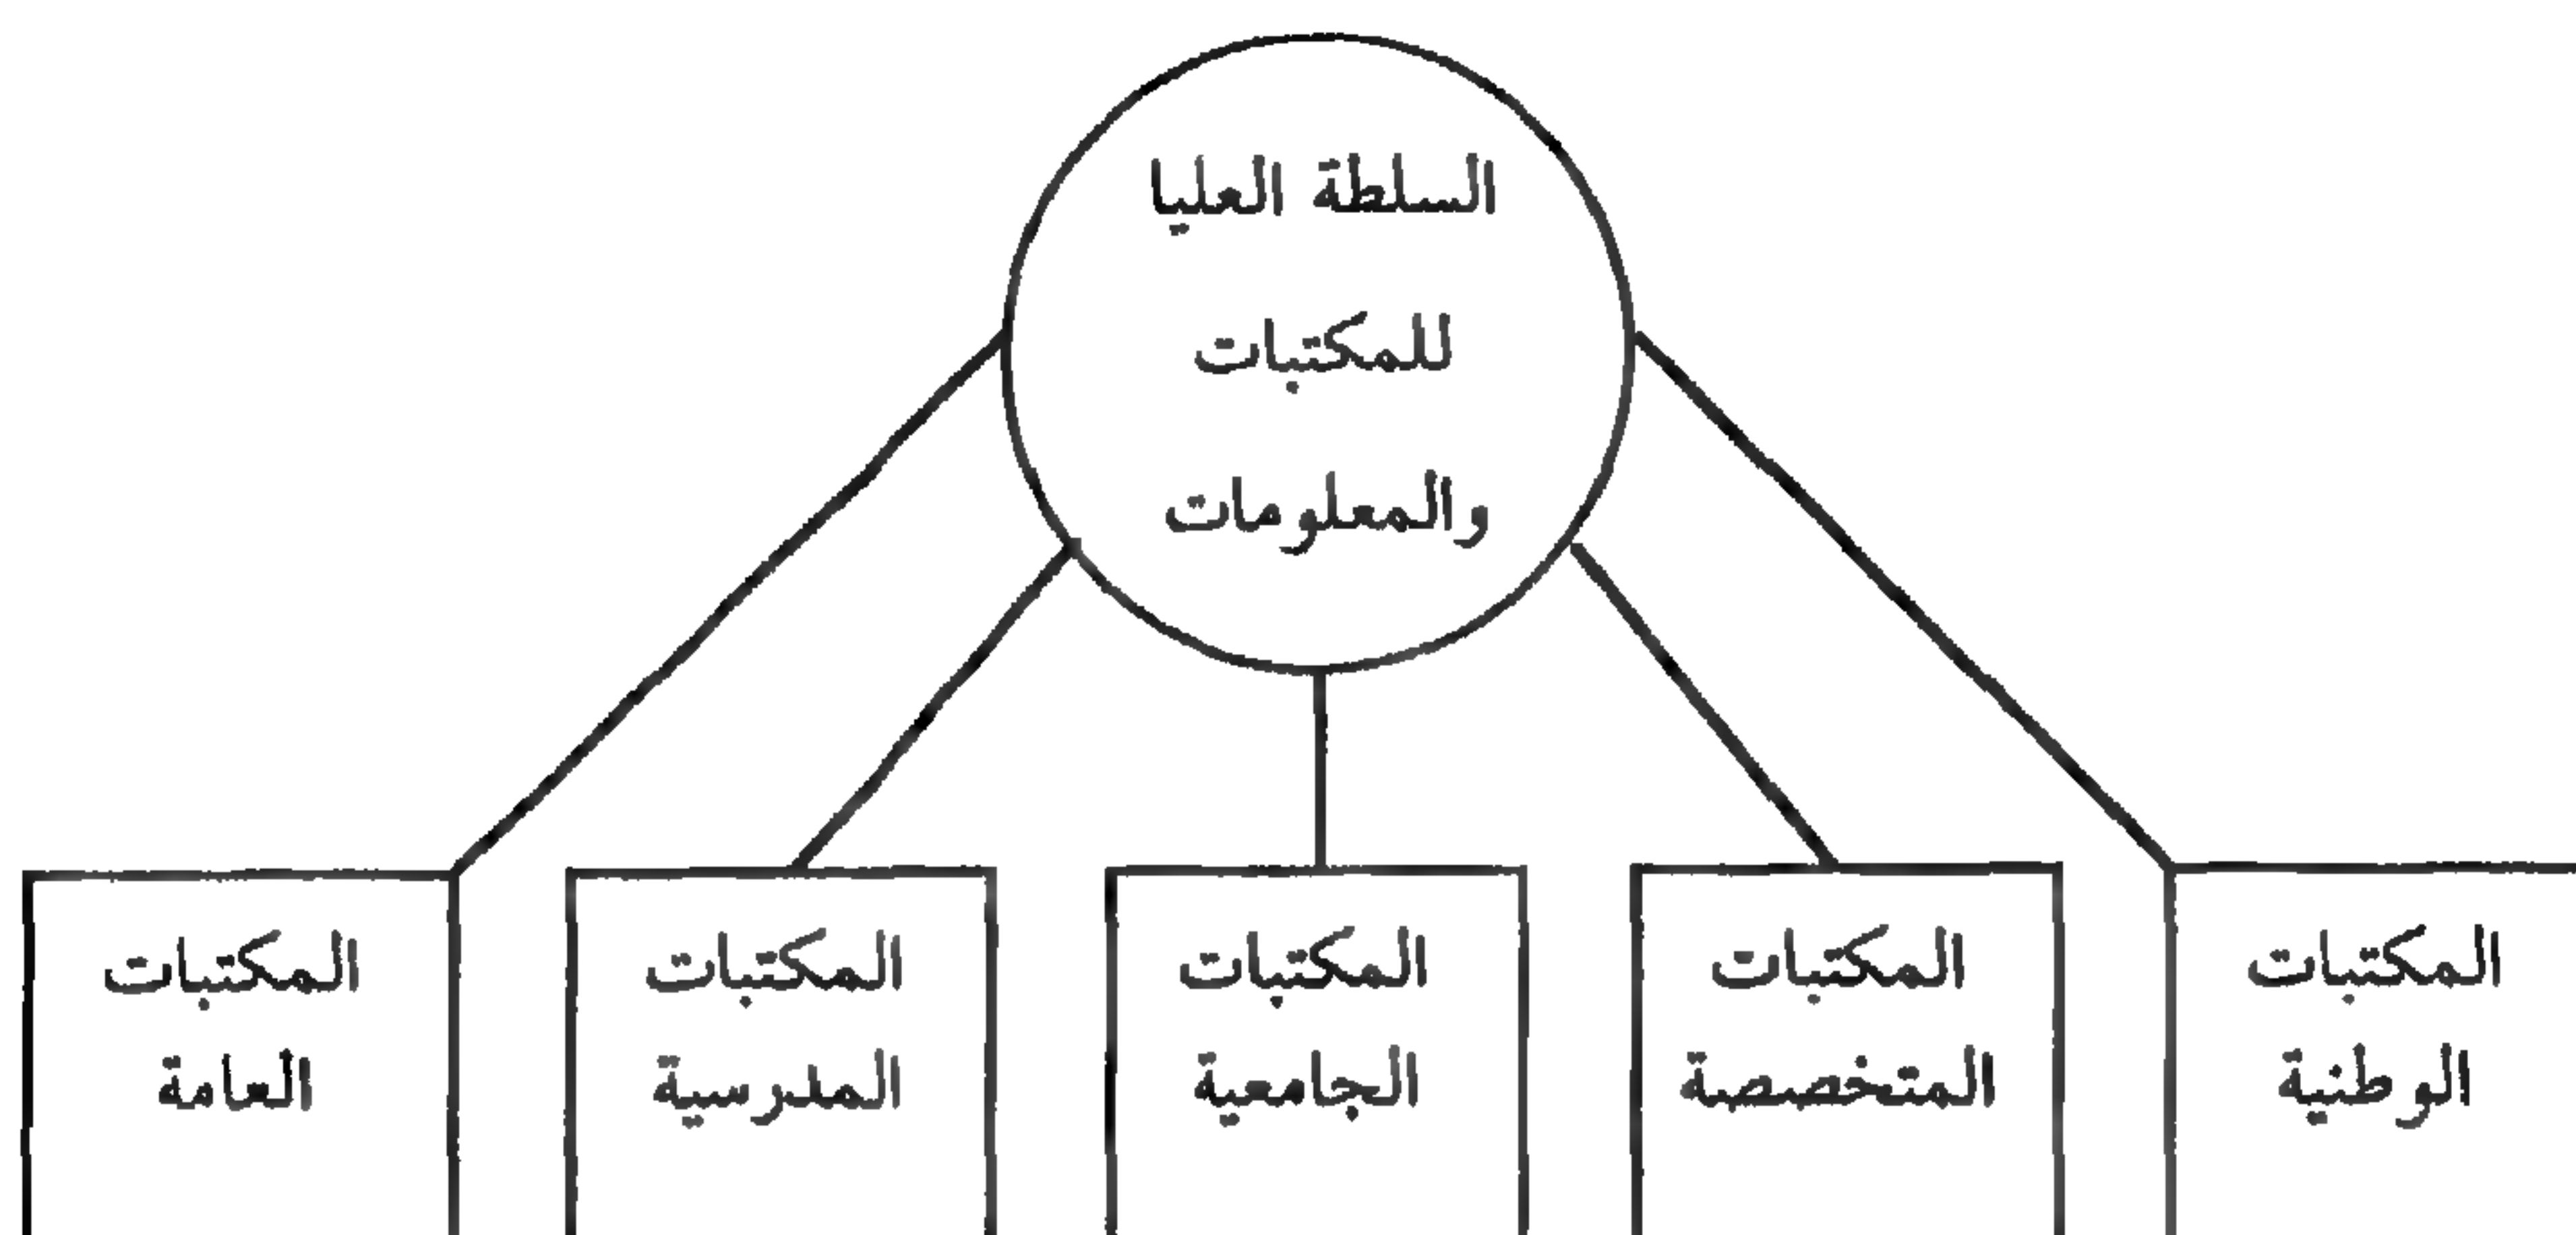 السلطة العليا
للمكتبات
والمعلومات
المكتبات
الوطنية
المكتبات
المتخصصة
المكتبات
الجامعية
المكتبات
المدرسية
المكتبات
العامة